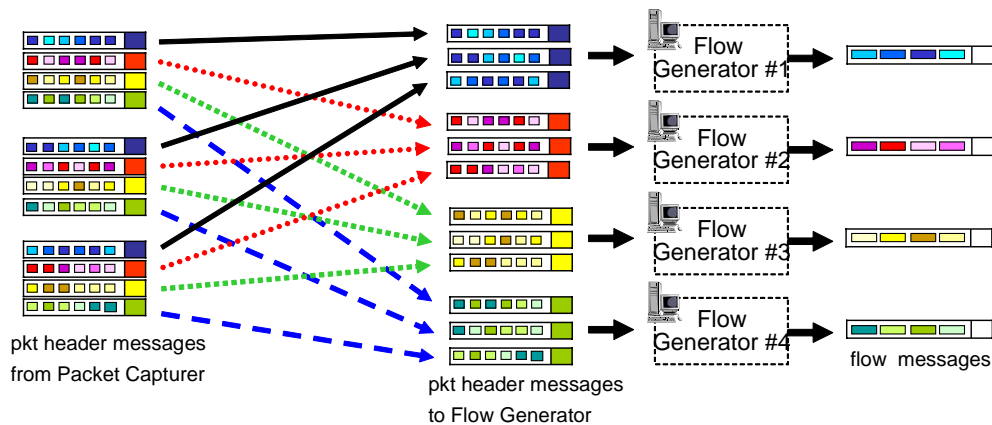 Flow
Generator #1
Flow
Generator #2
Flow
Generator #3
Flow
Generator #4
pkt header messages
from Packet Capturer
pkt header messages
to Flow Generator
flow messages